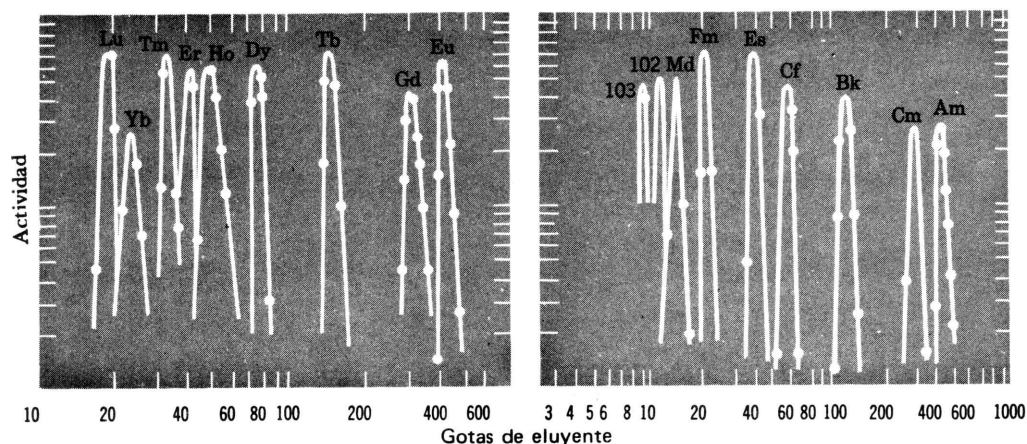 Lu Yb Tm Er Ho Dy Tb Gd Eu
103 102 Md Fm Es Cf Bk Cm Am
Actividad
10 20 40 60 80 100 200 400 600
3 4 5 6 8 10 20 40 60 80 100 200 400 600 1000
Gotas de eluyente